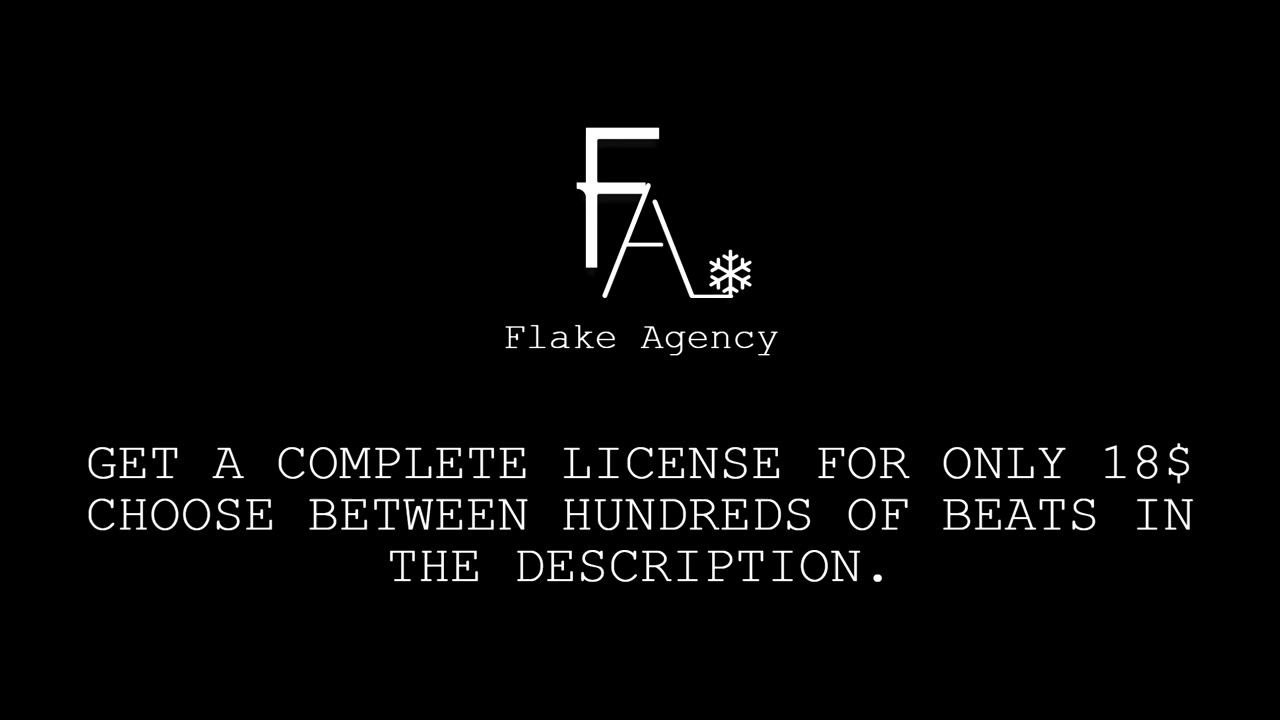 FA
Flake Agency
GET A COMPLETE LICENSE FOR ONLY 18$
CHOOSE BETWEEN HUNDREDS OF BEATS IN
THE DESCRIPTION.